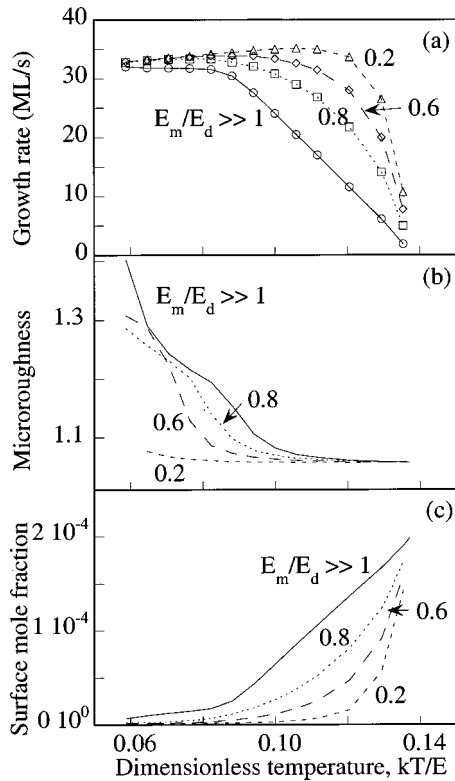 40
(a)
0.2
30
0.6
20
0.8
E_m/E_d >> 1
10
0
Growth rate (ML/s)
(b)
E_m/E_d >> 1
1.3
0.8
0.6
1.1
0.2
Microroughness
(c)
2 10^-4
E_m/E_d >> 1
0.6
1 10^-4
0.8
0.2
0 10^0
Surface mole fraction
0.06 0.10 0.14
Dimensionless temperature, kT/E